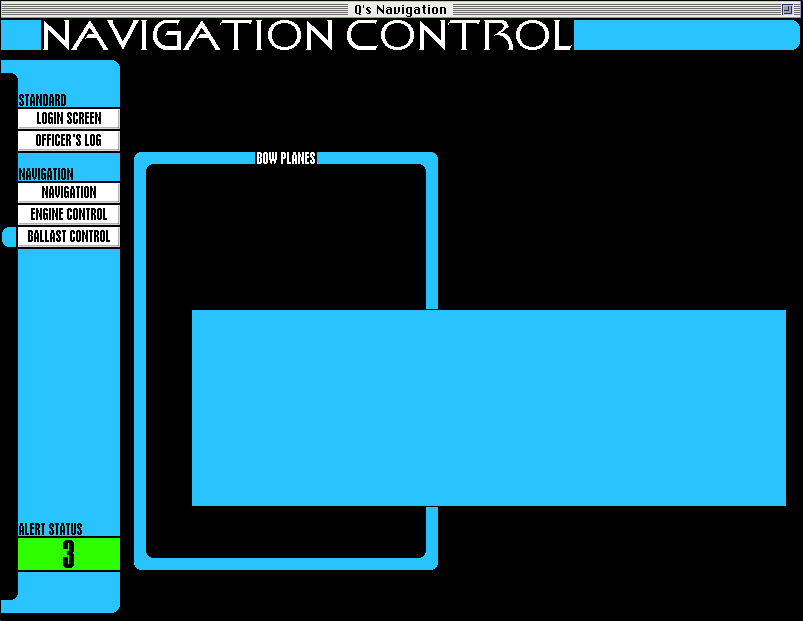 Q's Navigation
NAVIGATION CONTROL
STANDARD
LOGIN SCREEN
OFFICER'S LOG
NAVIGATION
NAVIGATION
ENGINE CONTROL
BALLAST CONTROL
BOW PLANES
ALERT STATUS
3